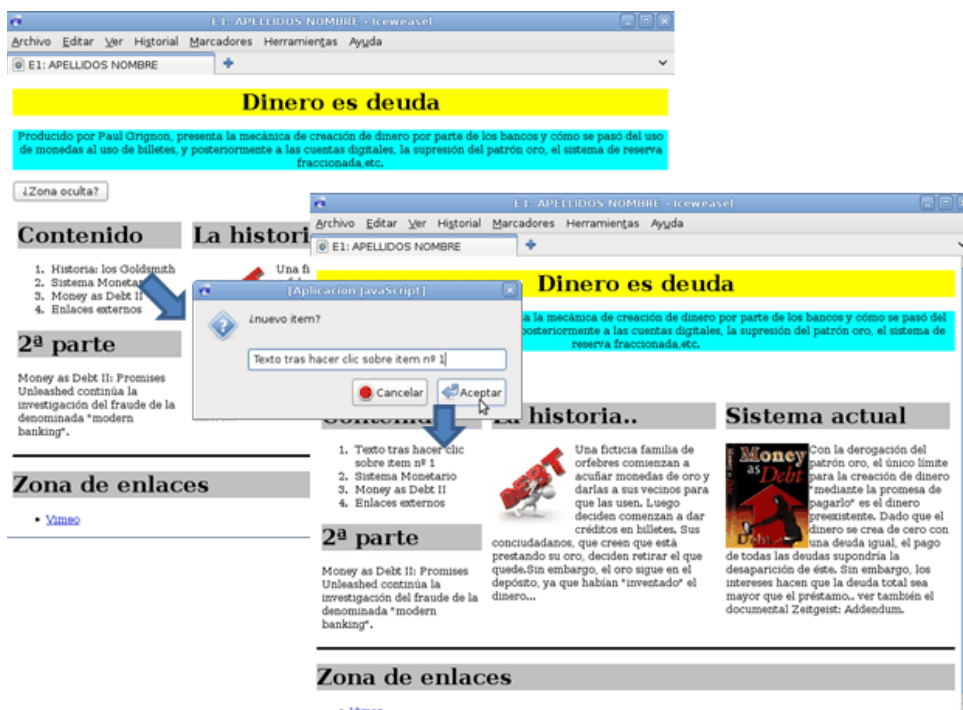 E1: APELLIDOS NOMBRE - Iceweasel
Archivo Editar Ver Historial Marcadores Herramientas Ayuda
E1: APELLIDOS NOMBRE
Dinero es deuda
Producido por Paul Grignon, presenta la mecánica de creación de dinero por parte de los bancos y cómo se pasó del uso
de monedas al uso de billetes, y posteriormente a las cuentas digitales, la supresión del patrón oro, el sistema de reserva
fraccionada,etc.
¿Zona oculta?
Contenido
1. Historia: los Goldsmith
2. Sistema Monetario
3. Money as Debt II
4. Enlaces externos
2ª parte
Money as Debt II: Promises
Unleashed continúa la
investigación del fraude de la
denominada "modern
banking".
La histori
Una fi
Zona de enlaces
• Vimeo
[Aplicación JavaScript]
¿nuevo item?
Texto tras hacer clic sobre item nº 1
Cancelar
Aceptar
E1: APELLIDOS NOMBRE - Iceweasel
Archivo Editar Ver Historial Marcadores Herramientas Ayuda
E1: APELLIDOS NOMBRE
Dinero es deuda
a la mecánica de creación de dinero por parte de los bancos y cómo se pasó del
posteriormente a las cuentas digitales, la supresión del patrón oro, el sistema de
reserva fraccionada,etc.
Contenido
1. Texto tras hacer clic
sobre item nº 1
2. Sistema Monetario
3. Money as Debt II
4. Enlaces externos
2ª parte
Money as Debt II: Promises
Unleashed continúa la
investigación del fraude de la
denominada "modern
banking".
La historia..
DEBT
Una ficticia familia de
orfebres comienzan a
acuñar monedas de oro y
darlas a sus vecinos para
que las usen. Luego
deciden comenzan a dar
créditos en billetes. Sus
conciudadanos, que creen que está
prestando su oro, deciden retirar el que
quede.Sin embargo, el oro sigue en el
depósito, ya que habían "inventado" el
dinero...
Sistema actual
Money
as Debt
Con la derogación del
patrón oro, el único límite
para la creación de dinero
"mediante la promesa de
pagarlo" es el dinero
preexistente. Dado que el
dinero se crea de cero con
una deuda igual, el pago
de todas las deudas supondría la
desaparición de éste. Sin embargo, los
intereses hacen que la deuda total sea
mayor que el préstamo.. ver también el
documental Zeitgeist: Addendum.
Zona de enlaces
Vimeo